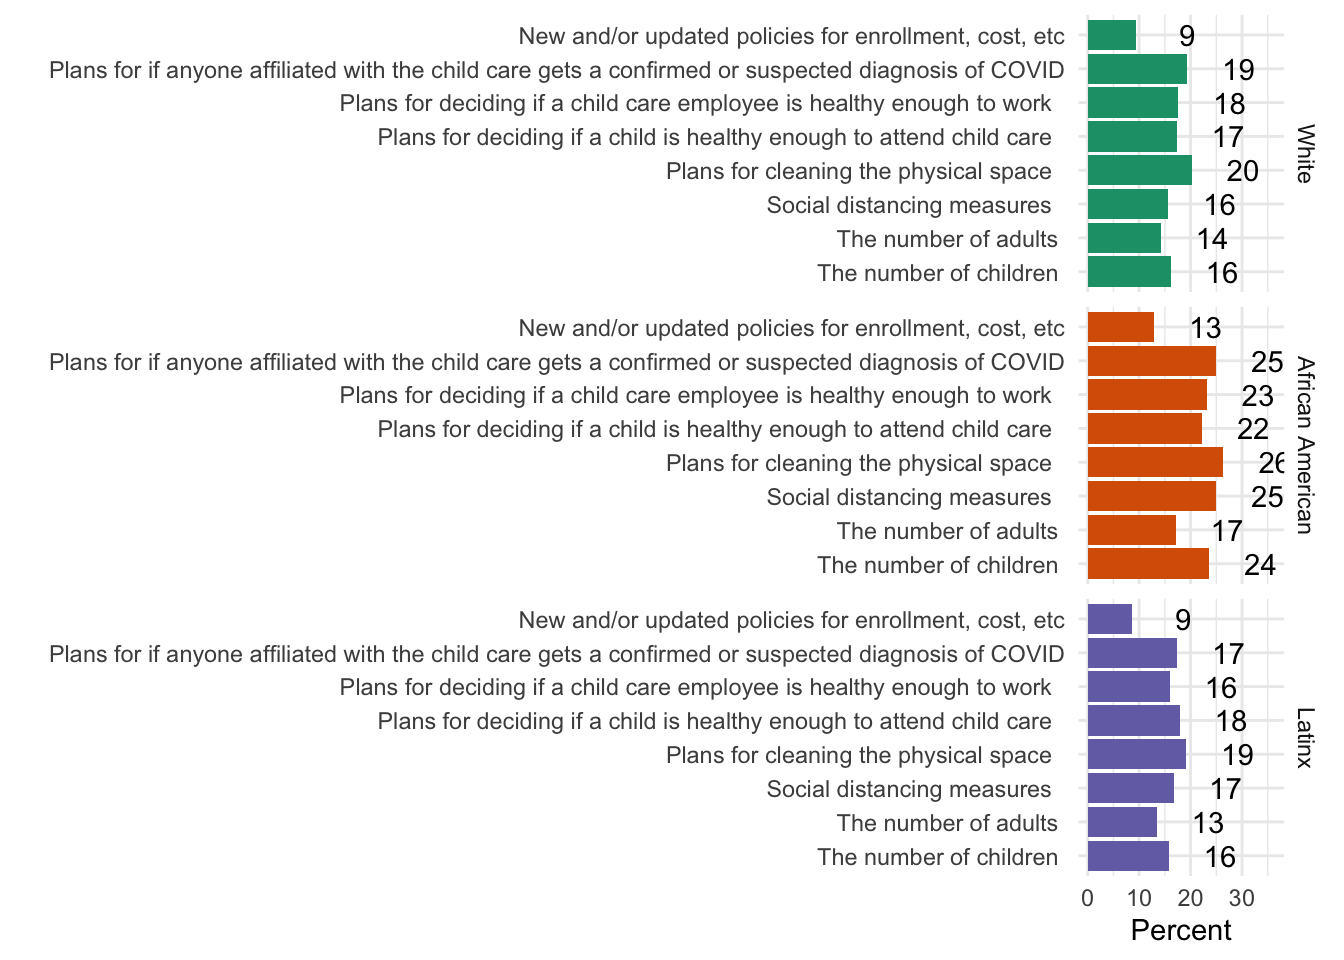 New and/or updated policies for enrollment, cost, etc 9
Plans for if anyone affiliated with the child care gets a confirmed or suspected diagnosis of COVID 19
Plans for deciding if a child care employee is healthy enough to work 18
Plans for deciding if a child is healthy enough to attend child care 17
Plans for cleaning the physical space 20
Social distancing measures 16
The number of adults 14
The number of children 16
White
New and/or updated policies for enrollment, cost, etc 13
Plans for if anyone affiliated with the child care gets a confirmed or suspected diagnosis of COVID 25
Plans for deciding if a child care employee is healthy enough to work 23
Plans for deciding if a child is healthy enough to attend child care 22
Plans for cleaning the physical space 26
Social distancing measures 25
The number of adults 17
The number of children 24
African American
New and/or updated policies for enrollment, cost, etc 9
Plans for if anyone affiliated with the child care gets a confirmed or suspected diagnosis of COVID 17
Plans for deciding if a child care employee is healthy enough to work 16
Plans for deciding if a child is healthy enough to attend child care 18
Plans for cleaning the physical space 19
Social distancing measures 17
The number of adults 13
The number of children 16
Latinx
0 10 20 30
Percent